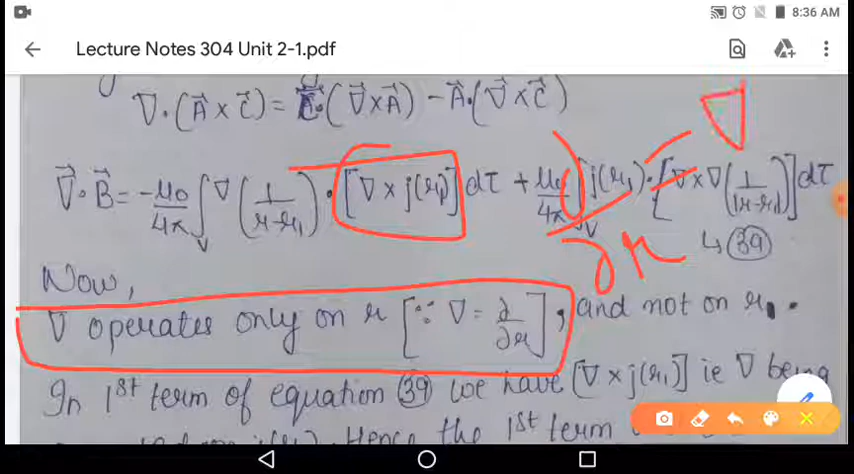 8:36 AM
Lecture Notes 304 Unit 2-1.pdf
∇·(A⃗ x C⃗) = C⃗·(∇⃗xA⃗) - A⃗·(∇⃗ x C⃗)
∇⃗·B⃗ = -μ₀/4π ∫ᵥ ∇(1/r-r₁)·[∇ x j(r₁)]dτ + μ₀/4π ∫ᵥ j(r₁)·[∇x∇(1/|r-r₁|)]dτ
∇
∂r
↳ (39)
Now,
∇ operates only on r [∵ ∇ = ∂/∂r], and not on r₁.
In 1st term of equation (39) we have [∇ x j(r₁)] ie ∇ being
Hence the 1st term